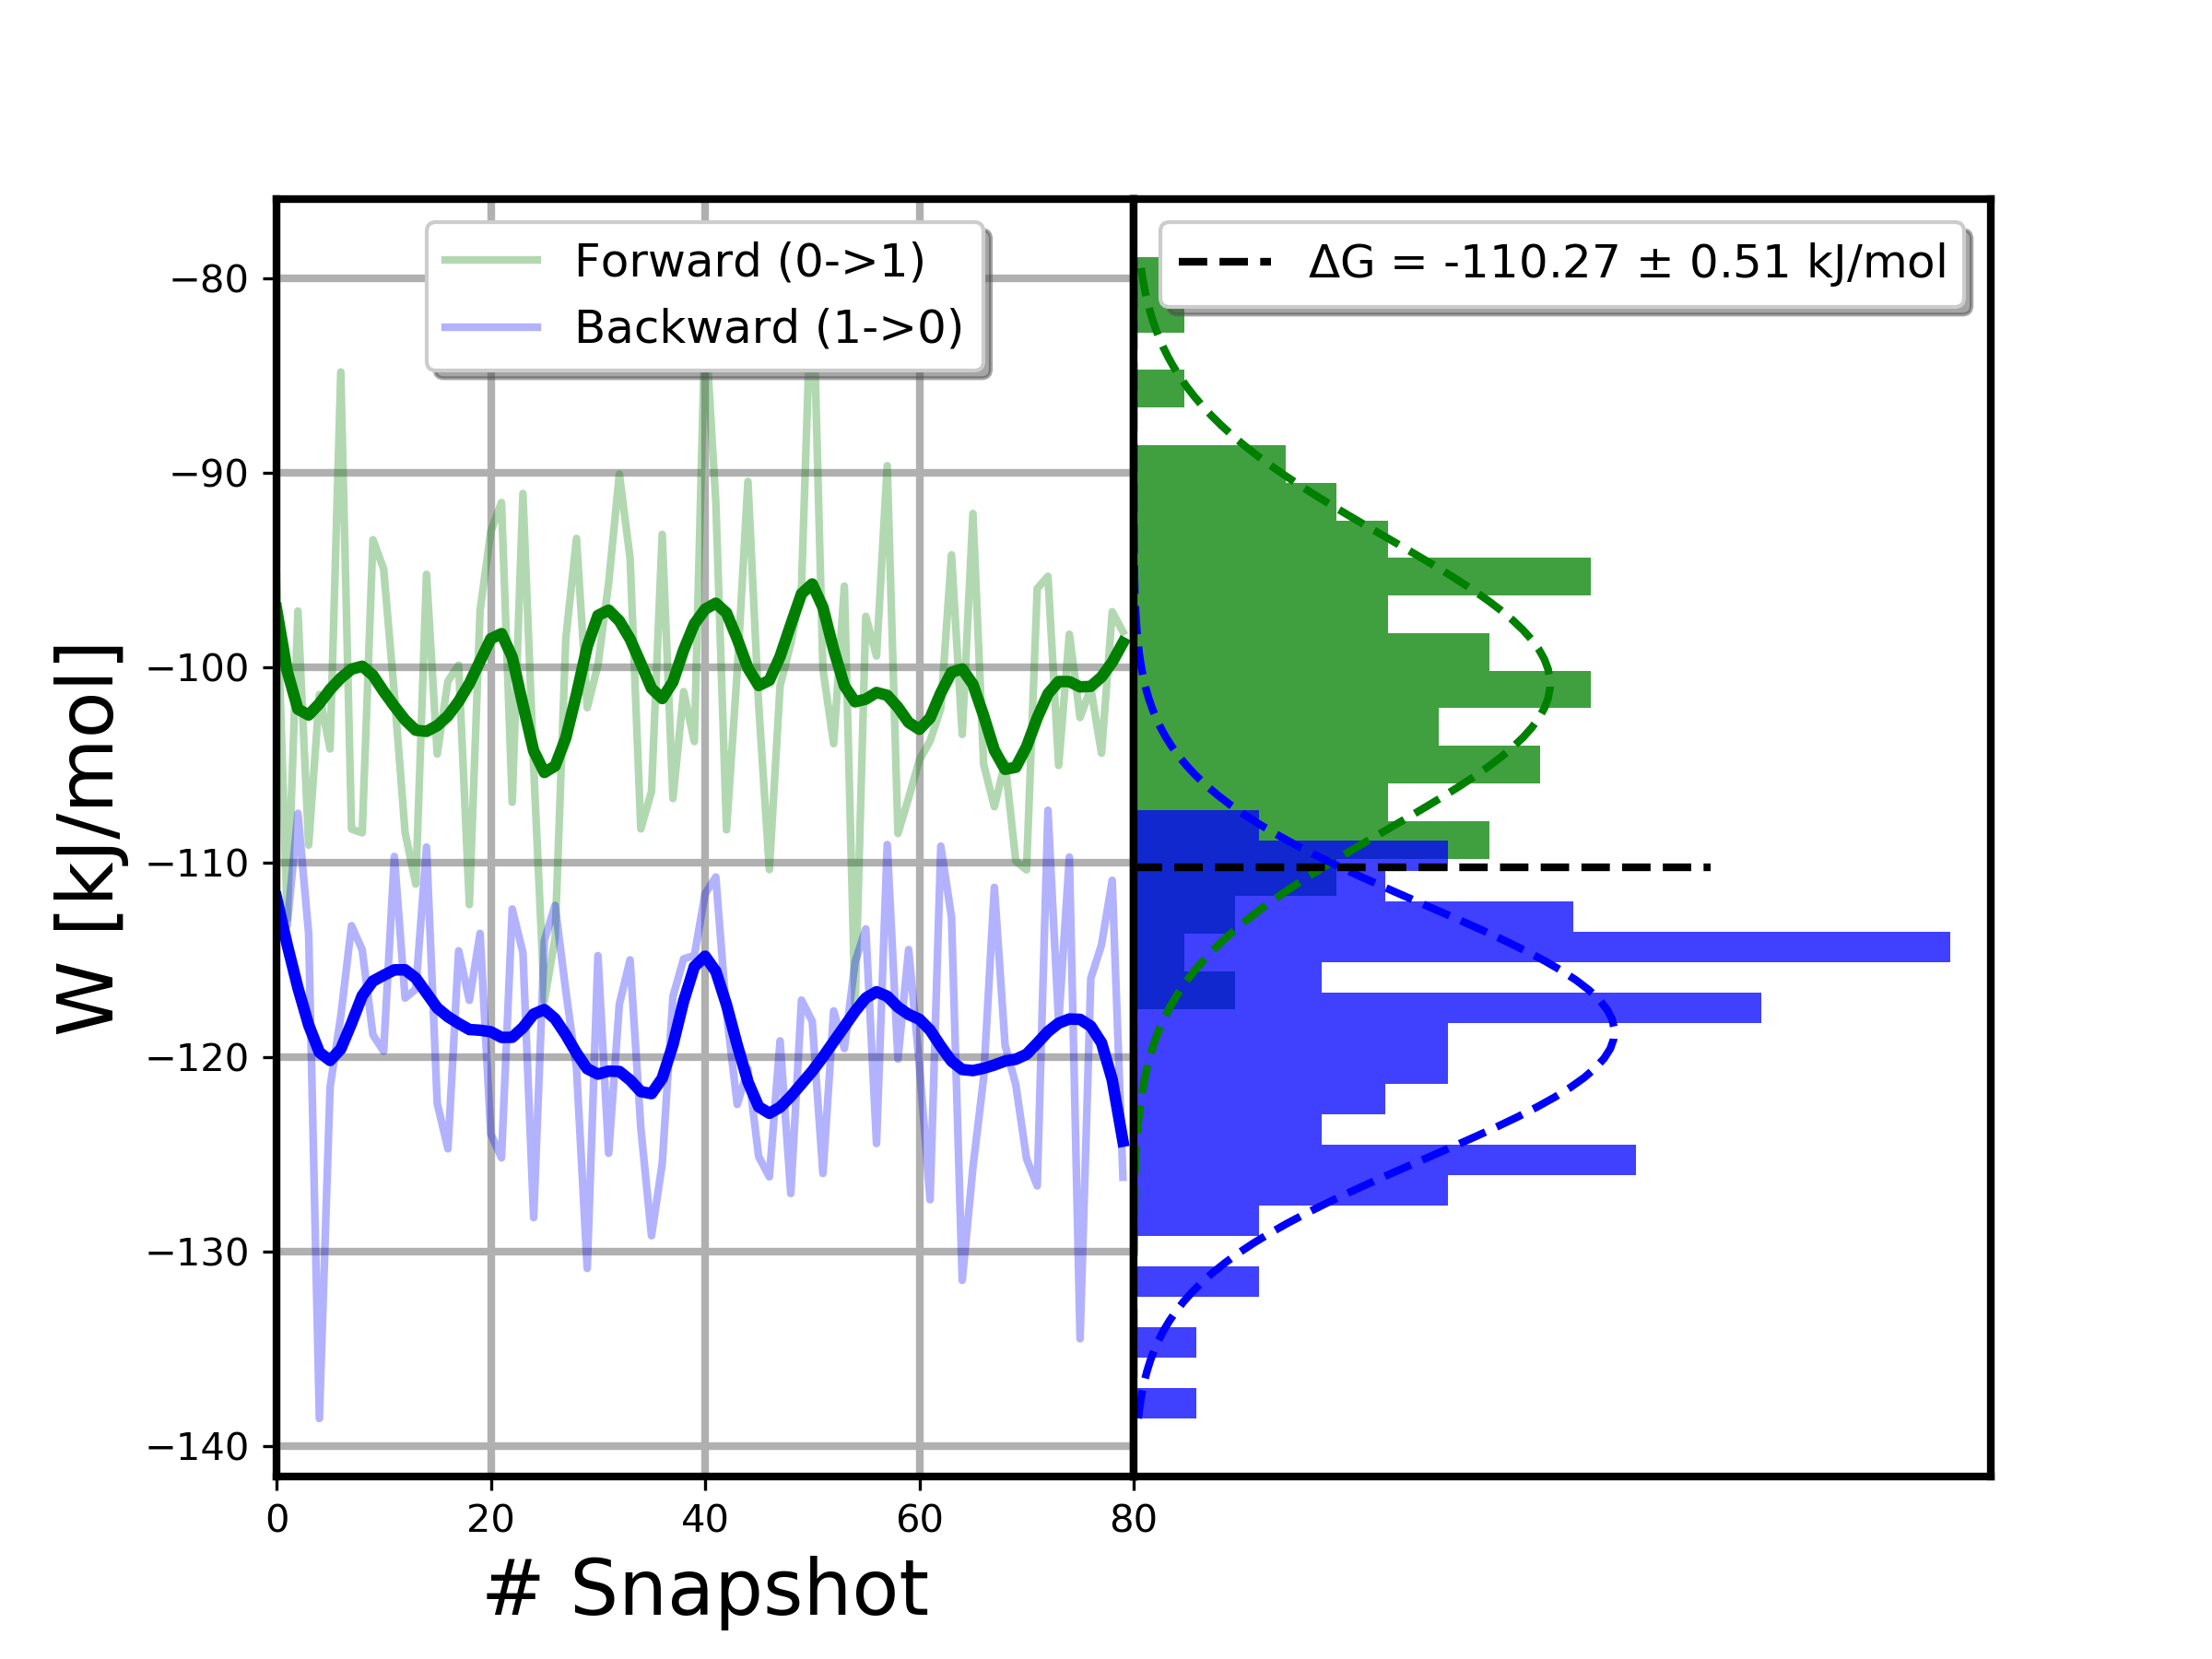 Forward (0->1)
Backward (1->0)
ΔG = -110.27 ± 0.51 kJ/mol
W [kJ/mol]
−80
−90
−100
−110
−120
−130
−140
0 20 40 60 80
# Snapshot